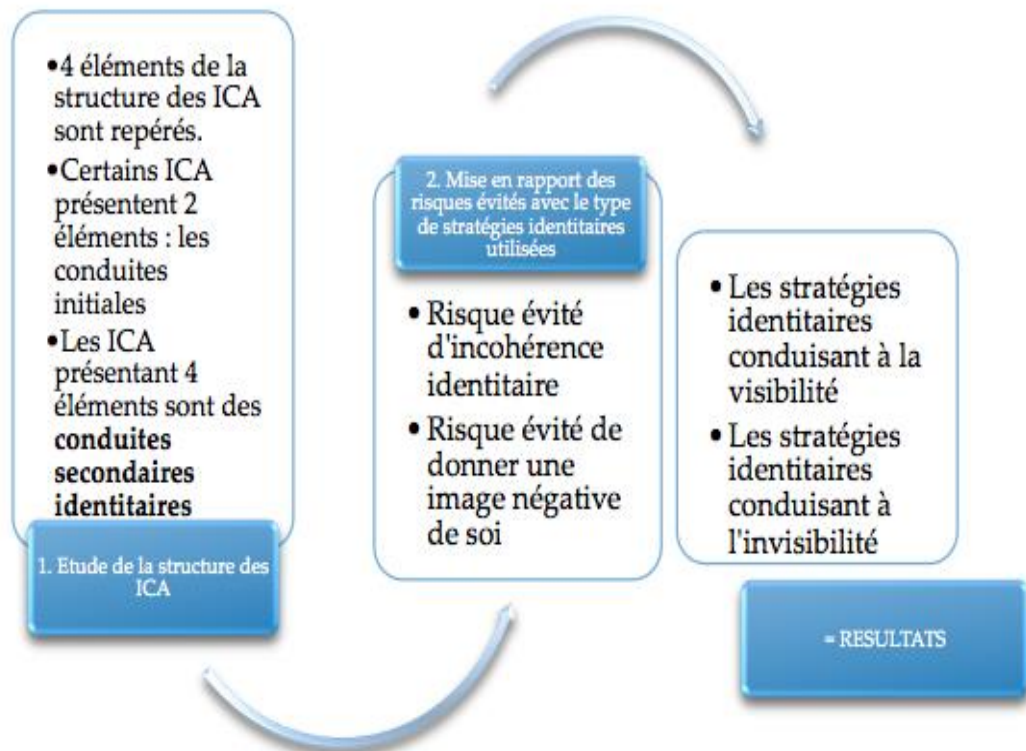 •4 éléments de la
structure des ICA
sont repérés.
•Certains ICA
présentent 2
éléments : les
conduites
initiales
•Les ICA
présentant 4
éléments sont des
conduites
secondaires
identitaires
1. Etude de la structure des
ICA
2. Mise en rapport des
risques évités avec le type
de stratégies identitaires
utilisées
• Risque évité
d'incohérence
identitaire
• Risque évité de
donner une
image négative
de soi
• Les stratégies
identitaires
conduisant à la
visibilité
• Les stratégies
identitaires
conduisant à
l'invisibilité
= RESULTATS